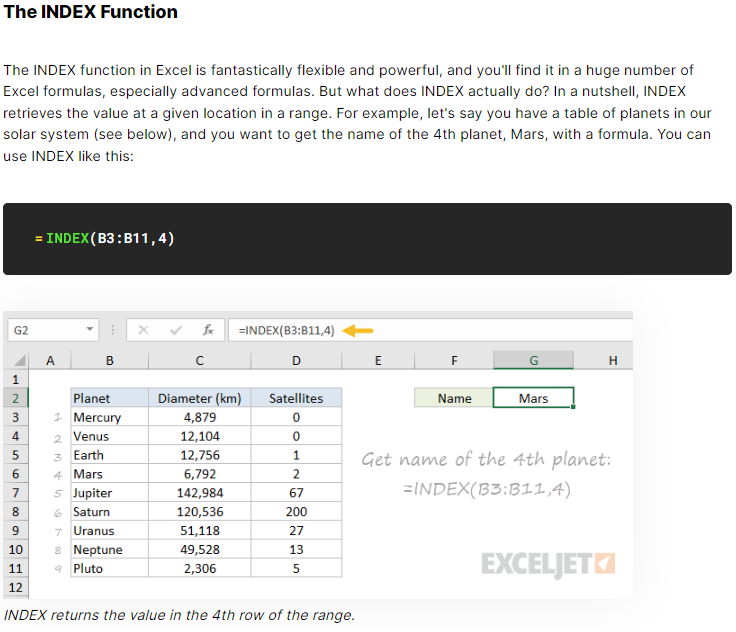 The INDEX Function
The INDEX function in Excel is fantastically flexible and powerful, and you'll find it in a huge number of
Excel formulas, especially advanced formulas. But what does INDEX actually do? In a nutshell, INDEX
retrieves the value at a given location in a range. For example, let's say you have a table of planets in our
solar system (see below), and you want to get the name of the 4th planet, Mars, with a formula. You can
use INDEX like this:
=INDEX(B3:B11,4)
G2 fx =INDEX(B3:B11,4)
A B C D E F G H
1
2 Planet Diameter (km) Satellites Name Mars
3 1 Mercury 4,879 0
4 2 Venus 12,104 0
5 3 Earth 12,756 1
6 4 Mars 6,792 2
7 5 Jupiter 142,984 67
8 6 Saturn 120,536 200
9 7 Uranus 51,118 27
10 8 Neptune 49,528 13
11 9 Pluto 2,306 5
12
Get name of the 4th planet:
=INDEX(B3:B11,4)
EXCELJET
INDEX returns the value in the 4th row of the range.